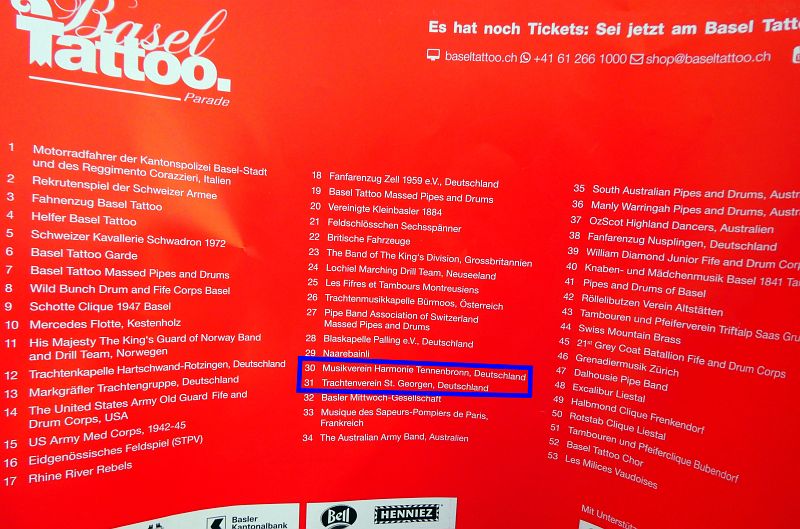 Basel
Tattoo.
Parade
Es hat noch Tickets: Sei jetzt am Basel Tatt
baseltattoo.ch +41 61 266 1000 shop@baseltattoo.ch
1 Motorradfahrer der Kantonspolizei Basel-Stadt
und des Reggimento Corazzieri, Italien
2 Rekrutenspiel der Schweizer Armee
3 Fahnenzug Basel Tattoo
4 Helfer Basel Tattoo
5 Schweizer Kavallerie Schwadron 1972
6 Basel Tattoo Garde
7 Basel Tattoo Massed Pipes and Drums
8 Wild Bunch Drum and Fife Corps Basel
9 Schotte Clique 1947 Basel
10 Mercedes Flotte, Kestenholz
11 His Majesty The King's Guard of Norway Band
and Drill Team, Norwegen
12 Trachtenkapelle Hartschwand-Rotzingen, Deutschland
13 Markgräfler Trachtengruppe, Deutschland
14 The United States Army Old Guard Fife and
Drum Corps, USA
15 US Army Med Corps, 1942-45
16 Eidgenössisches Feldspiel (STPV)
17 Rhine River Rebels
18 Fanfarenzug Zell 1959 e.V., Deutschland
19 Basel Tattoo Massed Pipes and Drums
20 Vereinigte Kleinbasler 1884
21 Feldschlösschen Sechsspänner
22 Britische Fahrzeuge
23 The Band of The King's Division, Grossbritannien
24 Lochiel Marching Drill Team, Neuseeland
25 Les Fifres et Tambours Montreusiens
26 Trachtenmusikkapelle Bürmoos, Österreich
27 Pipe Band Association of Switzerland
Massed Pipes and Drums
28 Blaskapelle Palling e.V., Deutschland
29 Naarebainli
30 Musikverein Harmonie Tennenbronn, Deutschland
31 Trachtenverein St. Georgen, Deutschland
32 Basler Mittwoch-Gesellschaft
33 Musique des Sapeurs-Pompiers de Paris,
Frankreich
34 The Australian Army Band, Australien
35 South Australian Pipes and Drums, Austr
36 Manly Warringah Pipes and Drums, Aust
37 OzScot Highland Dancers, Australien
38 Fanfarenzug Nusplingen, Deutschland
39 William Diamond Junior Fife and Drum Corp
40 Knaben- und Mädchenmusik Basel 1841 Ta
41 Pipes and Drums of Basel
42 Röllelibutzen Verein Altstätten
43 Tambouren und Pfeiferverein Triftalp Saas Gru
44 Swiss Mountain Brass
45 21st Grey Coat Batallion Fife and Drum Corps
46 Grenadiermusik Zürich
47 Dalhousie Pipe Band
48 Excalibur Liestal
49 Halbmond Clique Frenkendorf
50 Rotstab Clique Liestal
51 Tambouren und Pfeiferclique Bubendorf
52 Basel Tattoo Chor
53 Les Milices Vaudoises
Mit Unterstütz
Basler
Kantonalbank
Bell
HENNIEZ